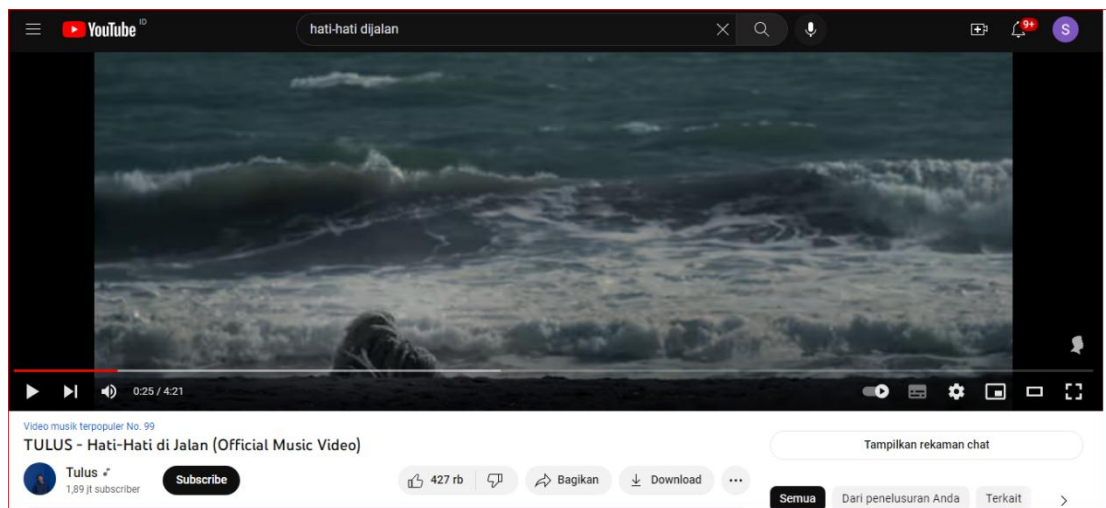 YouTube ID
hati-hati dijalan
9+
S
0:25 / 4:21
Video musik terpopuler No. 99
TULUS - Hati-Hati di Jalan (Official Music Video)
Tulus
1,89 jt subscriber
Subscribe
427 rb
Bagikan
Download
Tampilkan rekaman chat
Semua
Dari penelusuran Anda
Terkait